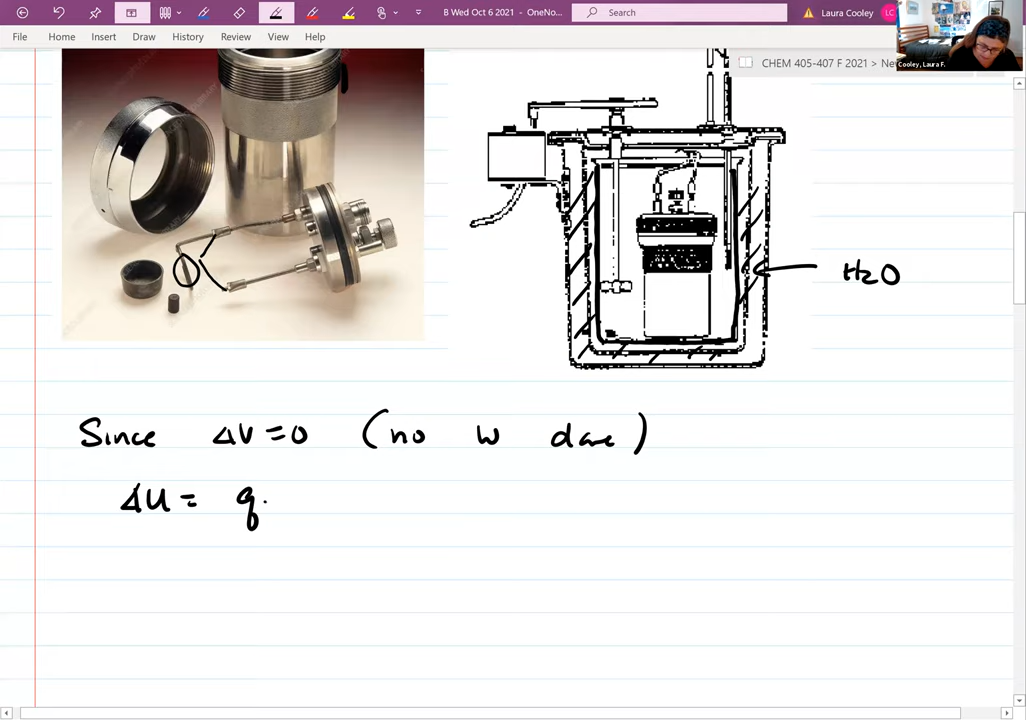 B Wed Oct 6 2021 - OneNo...
Search
Laura Cooley
LC
File Home Insert Draw History Review View Help
Cooley, Laura F.
CHEM 405-407 F 2021 > Ne
H2O
Since ΔV=0 (no w done)
ΔU= q